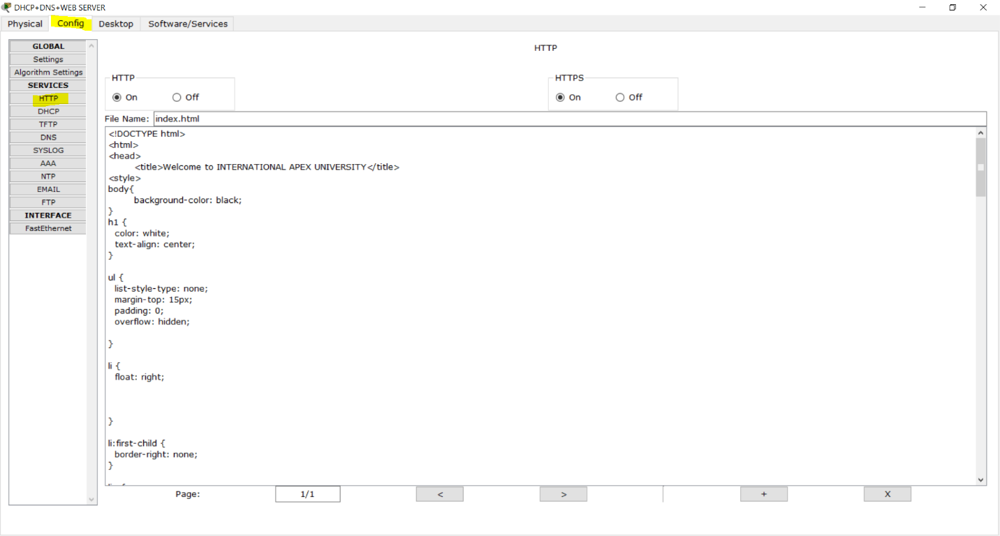 DHCP+DNS+WEB SERVER
Physical Config Desktop Software/Services
GLOBAL
Settings
Algorithm Settings
SERVICES
HTTP
DHCP
TFTP
DNS
SYSLOG
AAA
NTP
EMAIL
FTP
INTERFACE
FastEthernet
HTTP
HTTP
On Off
HTTPS
On Off
File Name: index.html
<!DOCTYPE html>
<html>
<head>
<title>Welcome to INTERNATIONAL APEX UNIVERSITY</title>
<style>
body{
background-color: black;
}
h1 {
color: white;
text-align: center;
}
ul {
list-style-type: none;
margin-top: 15px;
padding: 0;
overflow: hidden;
}
li {
float: right;
}
li:first-child {
border-right: none;
}
Page: 1/1 < > + X